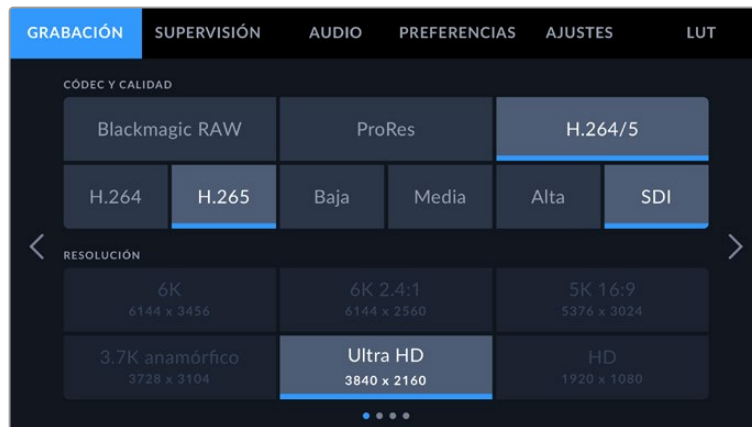 GRABACIÓN SUPERVISIÓN AUDIO PREFERENCIAS AJUSTES LUT
CÓDEC Y CALIDAD
Blackmagic RAW ProRes H.264/5
H.264 H.265 Baja Media Alta SDI
RESOLUCIÓN
6K 6K 2.4:1 5K 16:9
6144 x 3456 6144 x 2560 5376 x 3024
3.7K anamórfico Ultra HD HD
3728 x 3104 3840 x 2160 1920 x 1080